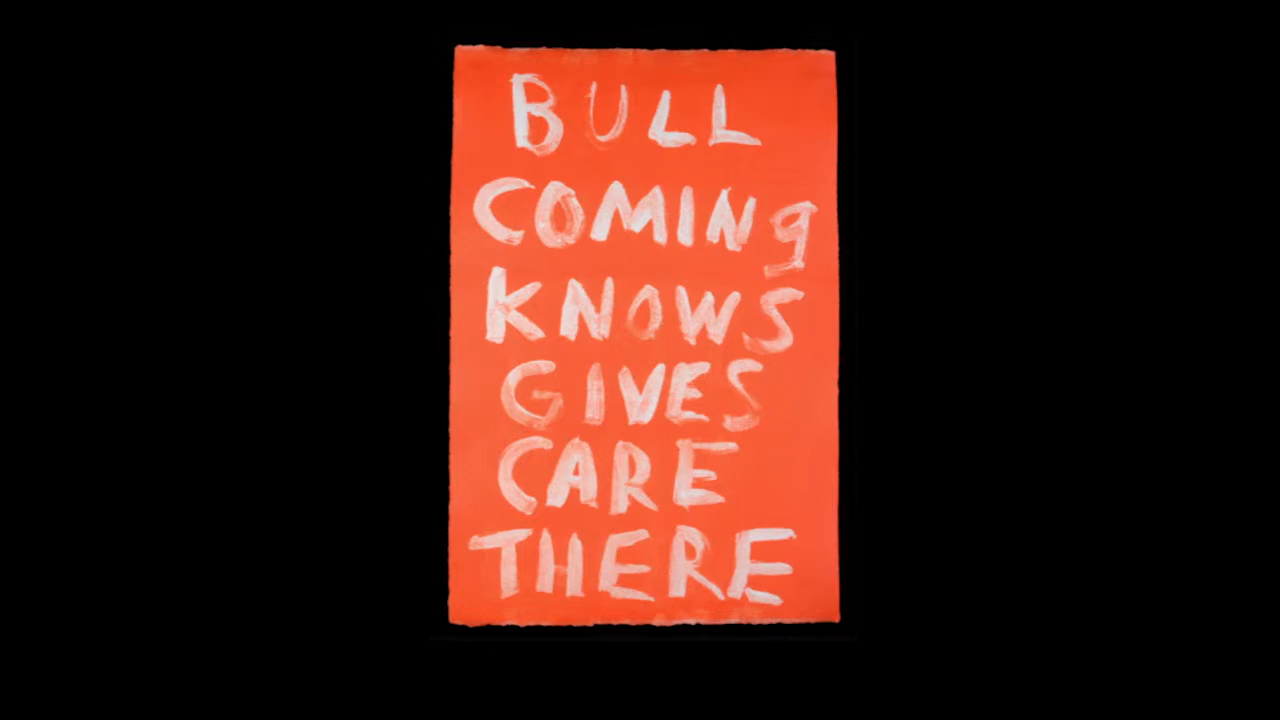 BULL
COMINg
KNOWS
GIVES
CARE
THERE